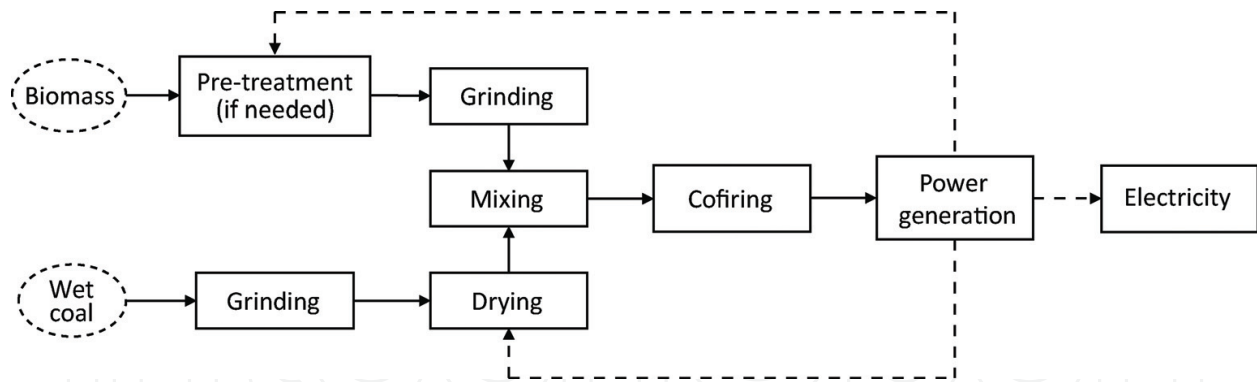 Biomass
Pre-treatment
(if needed)
Grinding
Mixing
Cofiring
Power
generation
Electricity
Wet
coal
Grinding
Drying